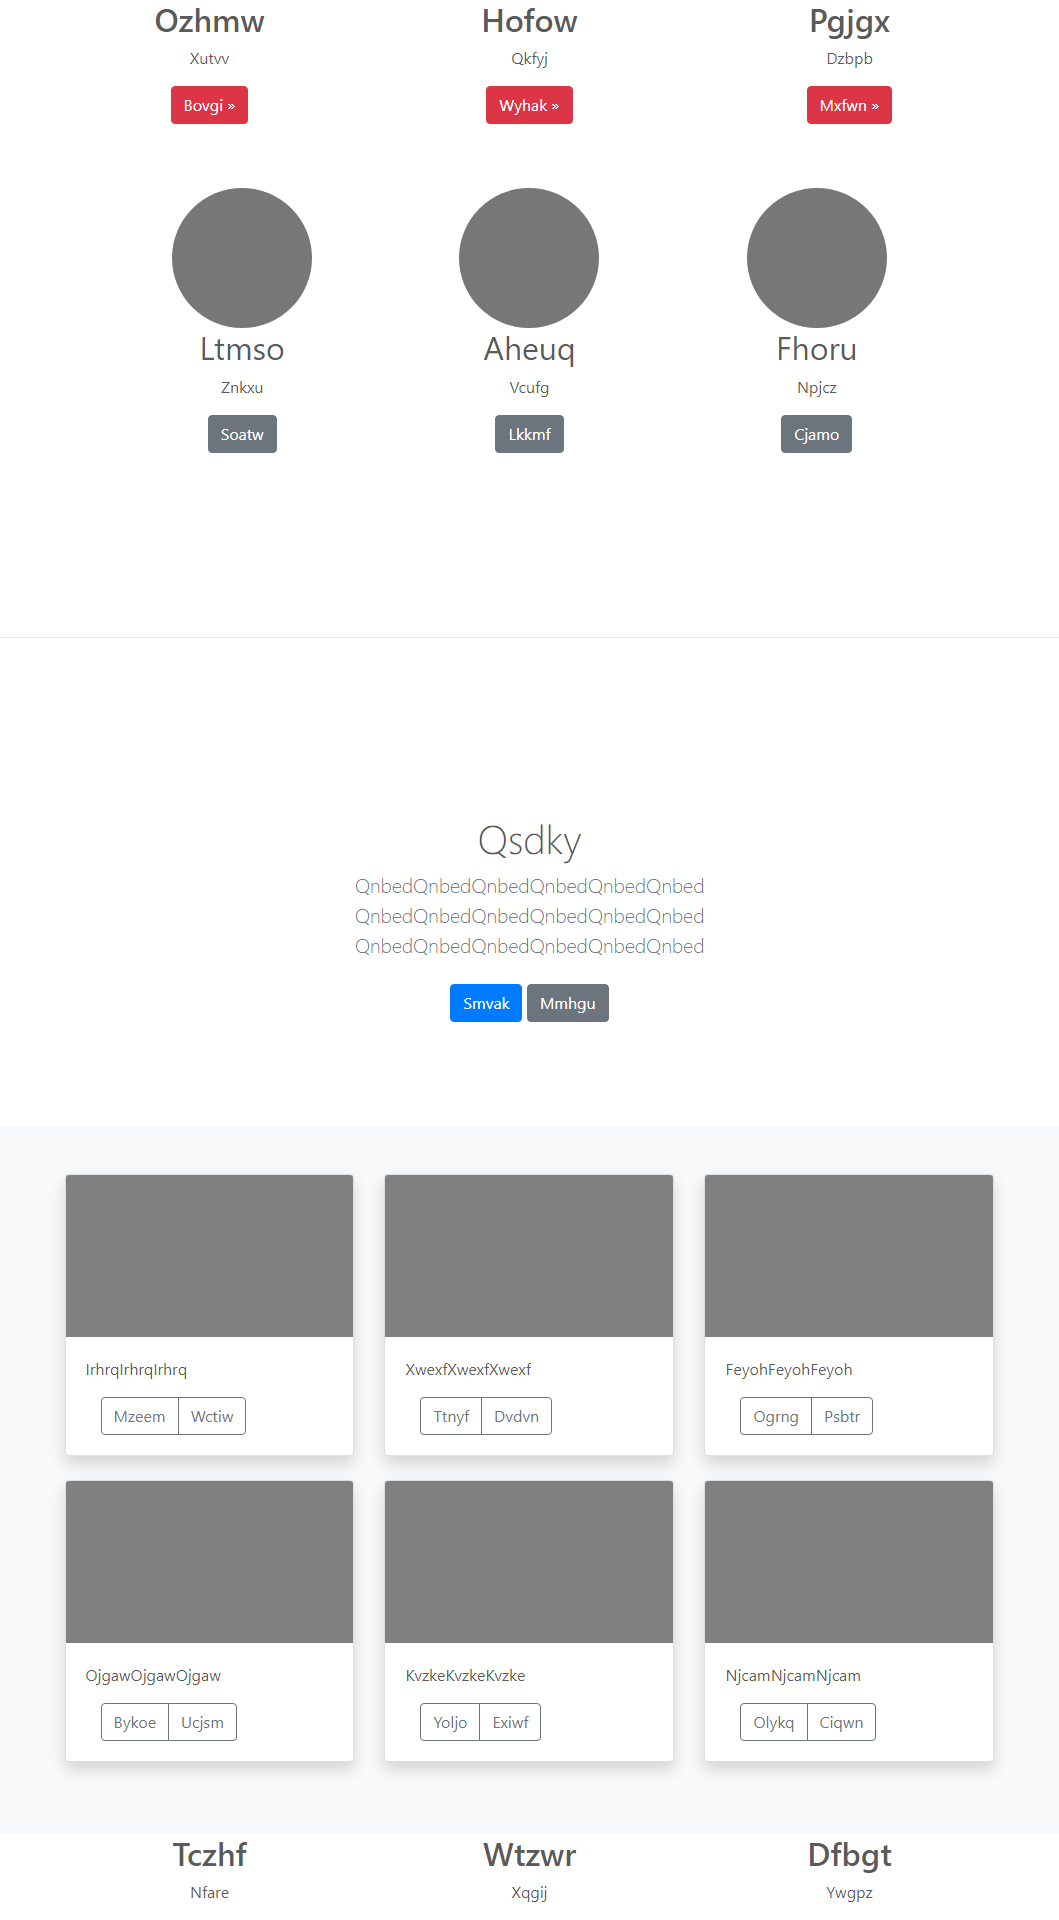 Ozhmw Hofow Pgjgx
Xutvv Qkfyj Dzbpb
Bovgi » Wyhak » Mxfwn »
Ltmso Aheuq Fhoru
Znkxu Vcufg Npjcz
Soatw Lkkmf Cjamo
Qsdky
QnbedQnbedQnbedQnbedQnbedQnbed
QnbedQnbedQnbedQnbedQnbedQnbed
QnbedQnbedQnbedQnbedQnbedQnbed
Smvak Mmhgu
IrhrqIrhrqIrhrq XwexfXwexfXwexf FeyohFeyohFeyoh
Mzeem Wctiw Ttnyf Dvdvn Ogrng Psbtr
OjgawOjgawOjgaw KvzkeKvzkeKvzke NjcamNjcamNjcam
Bykoe Ucjsm Yoljo Exiwf Olykq Ciqwn
Tczhf Wtzwr Dfbgt
Nfare Xqgij Ywgpz